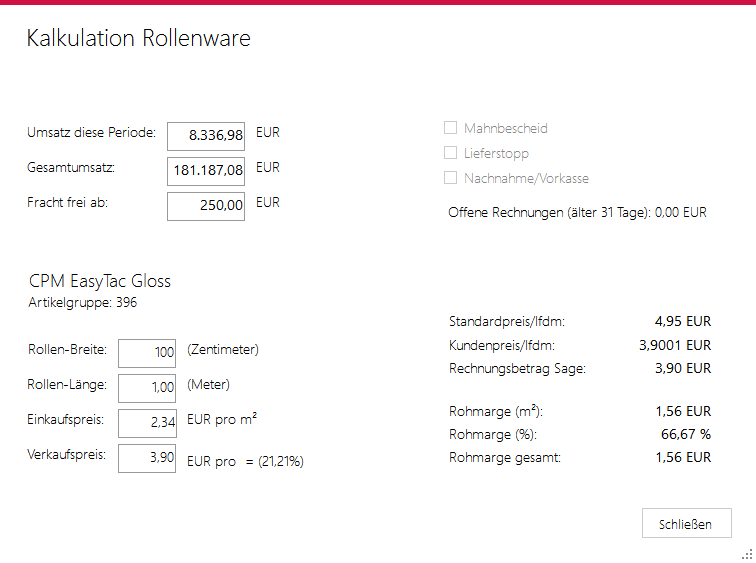 Kalkulation Rollenware
Umsatz diese Periode: 8.336,98 EUR
Gesamtumsatz: 181.187,08 EUR
Fracht frei ab: 250,00 EUR
Mahnbescheid
Lieferstopp
Nachnahme/Vorkasse
Offene Rechnungen (älter 31 Tage): 0,00 EUR
CPM EasyTac Gloss
Artikelgruppe: 396
Rollen-Breite: 100 (Zentimeter)
Rollen-Länge: 1,00 (Meter)
Einkaufspreis: 2,34 EUR pro m²
Verkaufspreis: 3,90 EUR pro = (21,21%)
Standardpreis/lfdm: 4,95 EUR
Kundenpreis/lfdm: 3,9001 EUR
Rechnungsbetrag Sage: 3,90 EUR
Rohmarge (m²): 1,56 EUR
Rohmarge (%): 66,67 %
Rohmarge gesamt: 1,56 EUR
Schließen